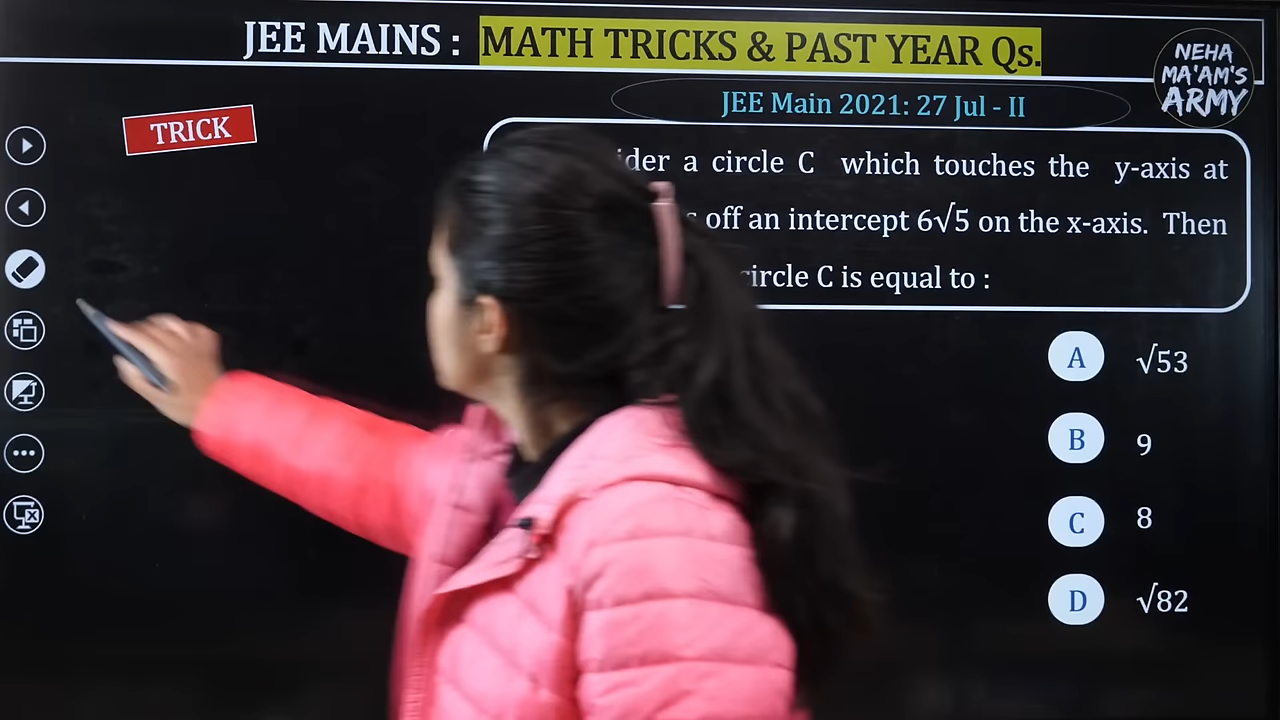 JEE MAINS : MATH TRICKS & PAST YEAR Qs.
NEHA
MA'AM'S
ARMY
JEE Main 2021: 27 Jul - II
TRICK
a circle C which touches the y-axis at
off an intercept 6√5 on the x-axis. Then
circle C is equal to :
A √53
B 9
C 8
D √82